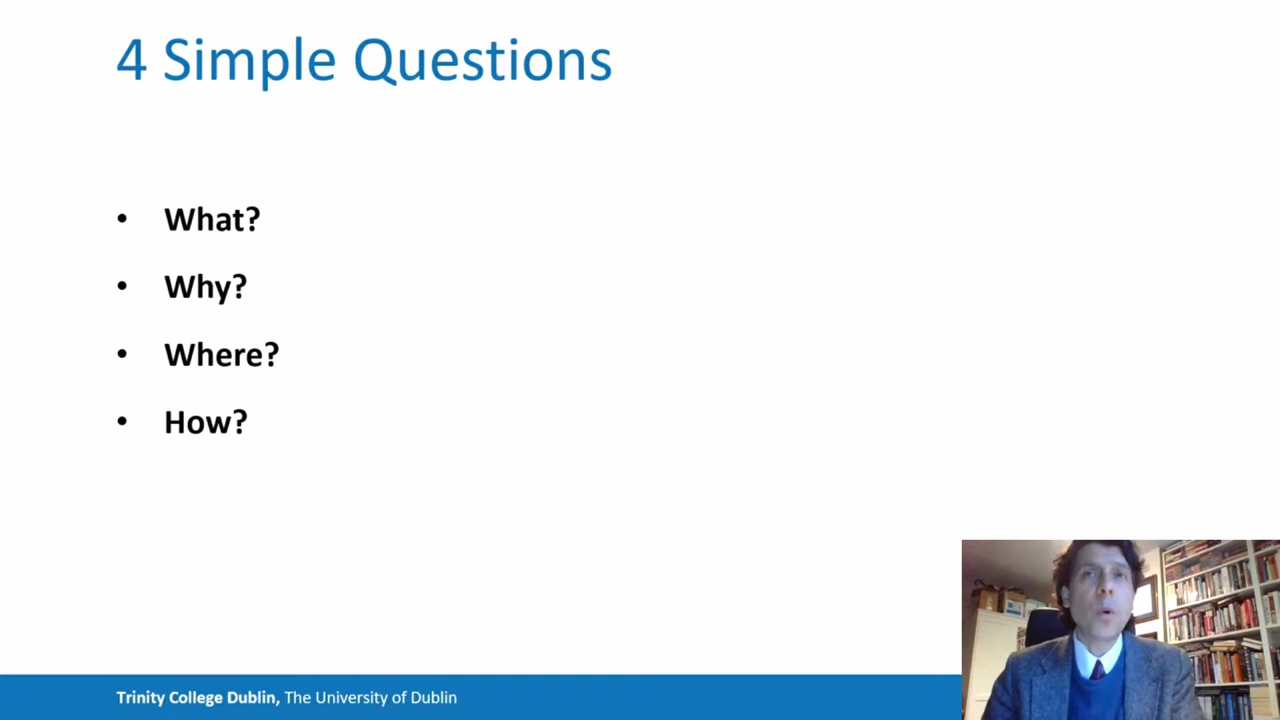 4 Simple Questions
• What?
• Why?
• Where?
• How?
Trinity College Dublin, The University of Dublin